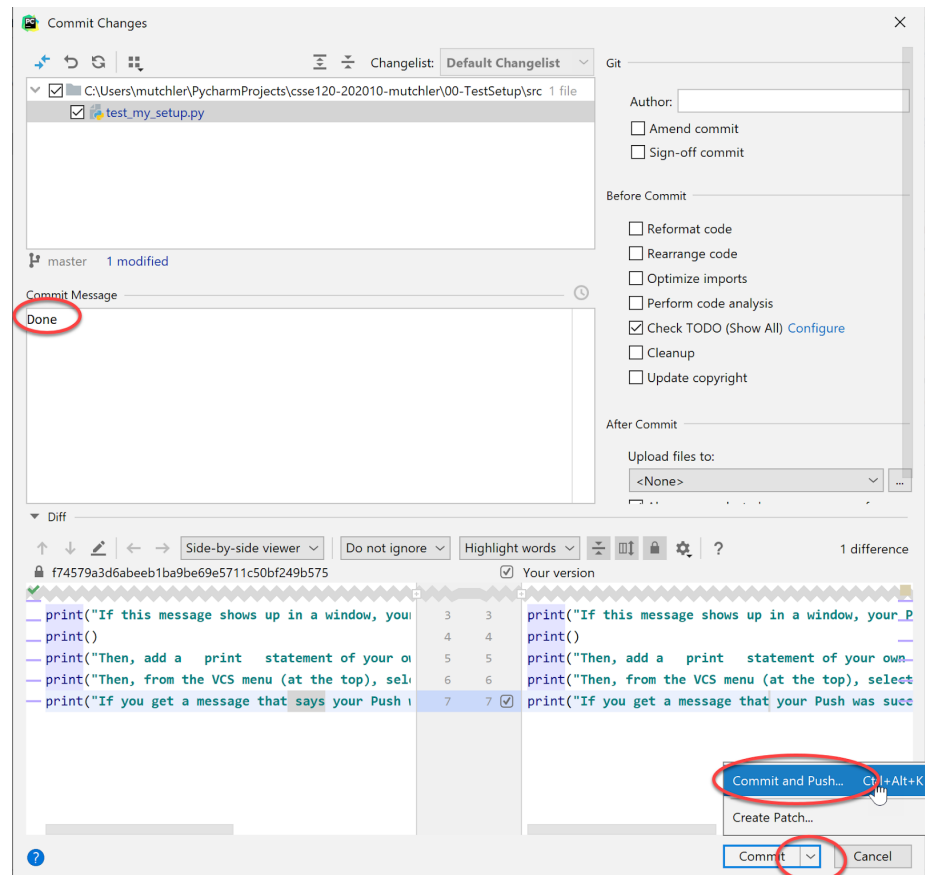 PC Commit Changes
Changelist: Default Changelist
C:\Users\mutchler\PycharmProjects\csse120-202010-mutchler\00-TestSetup\src 1 file
test_my_setup.py
master 1 modified
Commit Message
Done
Git
Author:
Amend commit
Sign-off commit
Before Commit
Reformat code
Rearrange code
Optimize imports
Perform code analysis
Check TODO (Show All) Configure
Cleanup
Update copyright
After Commit
Upload files to:
<None>
...
Diff
Side-by-side viewer Do not ignore Highlight words ? 1 difference
f74579a3d6abeeb1ba9be69e5711c50bf249b575 Your version
print("If this message shows up in a window, you 3 3 print("If this message shows up in a window, your P
print() 4 4 print()
print("Then, add a print statement of your 5 5 print("Then, add a print statement of your own
print("Then, from the VCS menu (at the top), sel 6 6 print("Then, from the VCS menu (at the top), select
print("If you get a message that says your Push 7 7 print("If you get a message that your Push was succ
Commit and Push... Ctrl+Alt+K
Create Patch...
? Commit Cancel